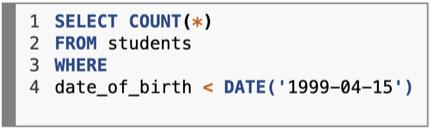 1 SELECT COUNT(*)
2 FROM students
3 WHERE
4 date_of_birth < DATE('1999-04-15')